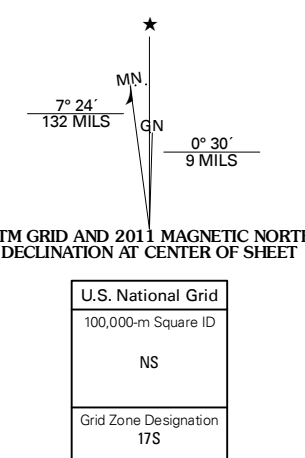 ★
MN
7° 24´
132 MILS
GN
0° 30´
9 MILS
TM GRID AND 2011 MAGNETIC NORTH
DECLINATION AT CENTER OF SHEET
U.S. National Grid
100,000-m Square ID
NS
Grid Zone Designation
17S